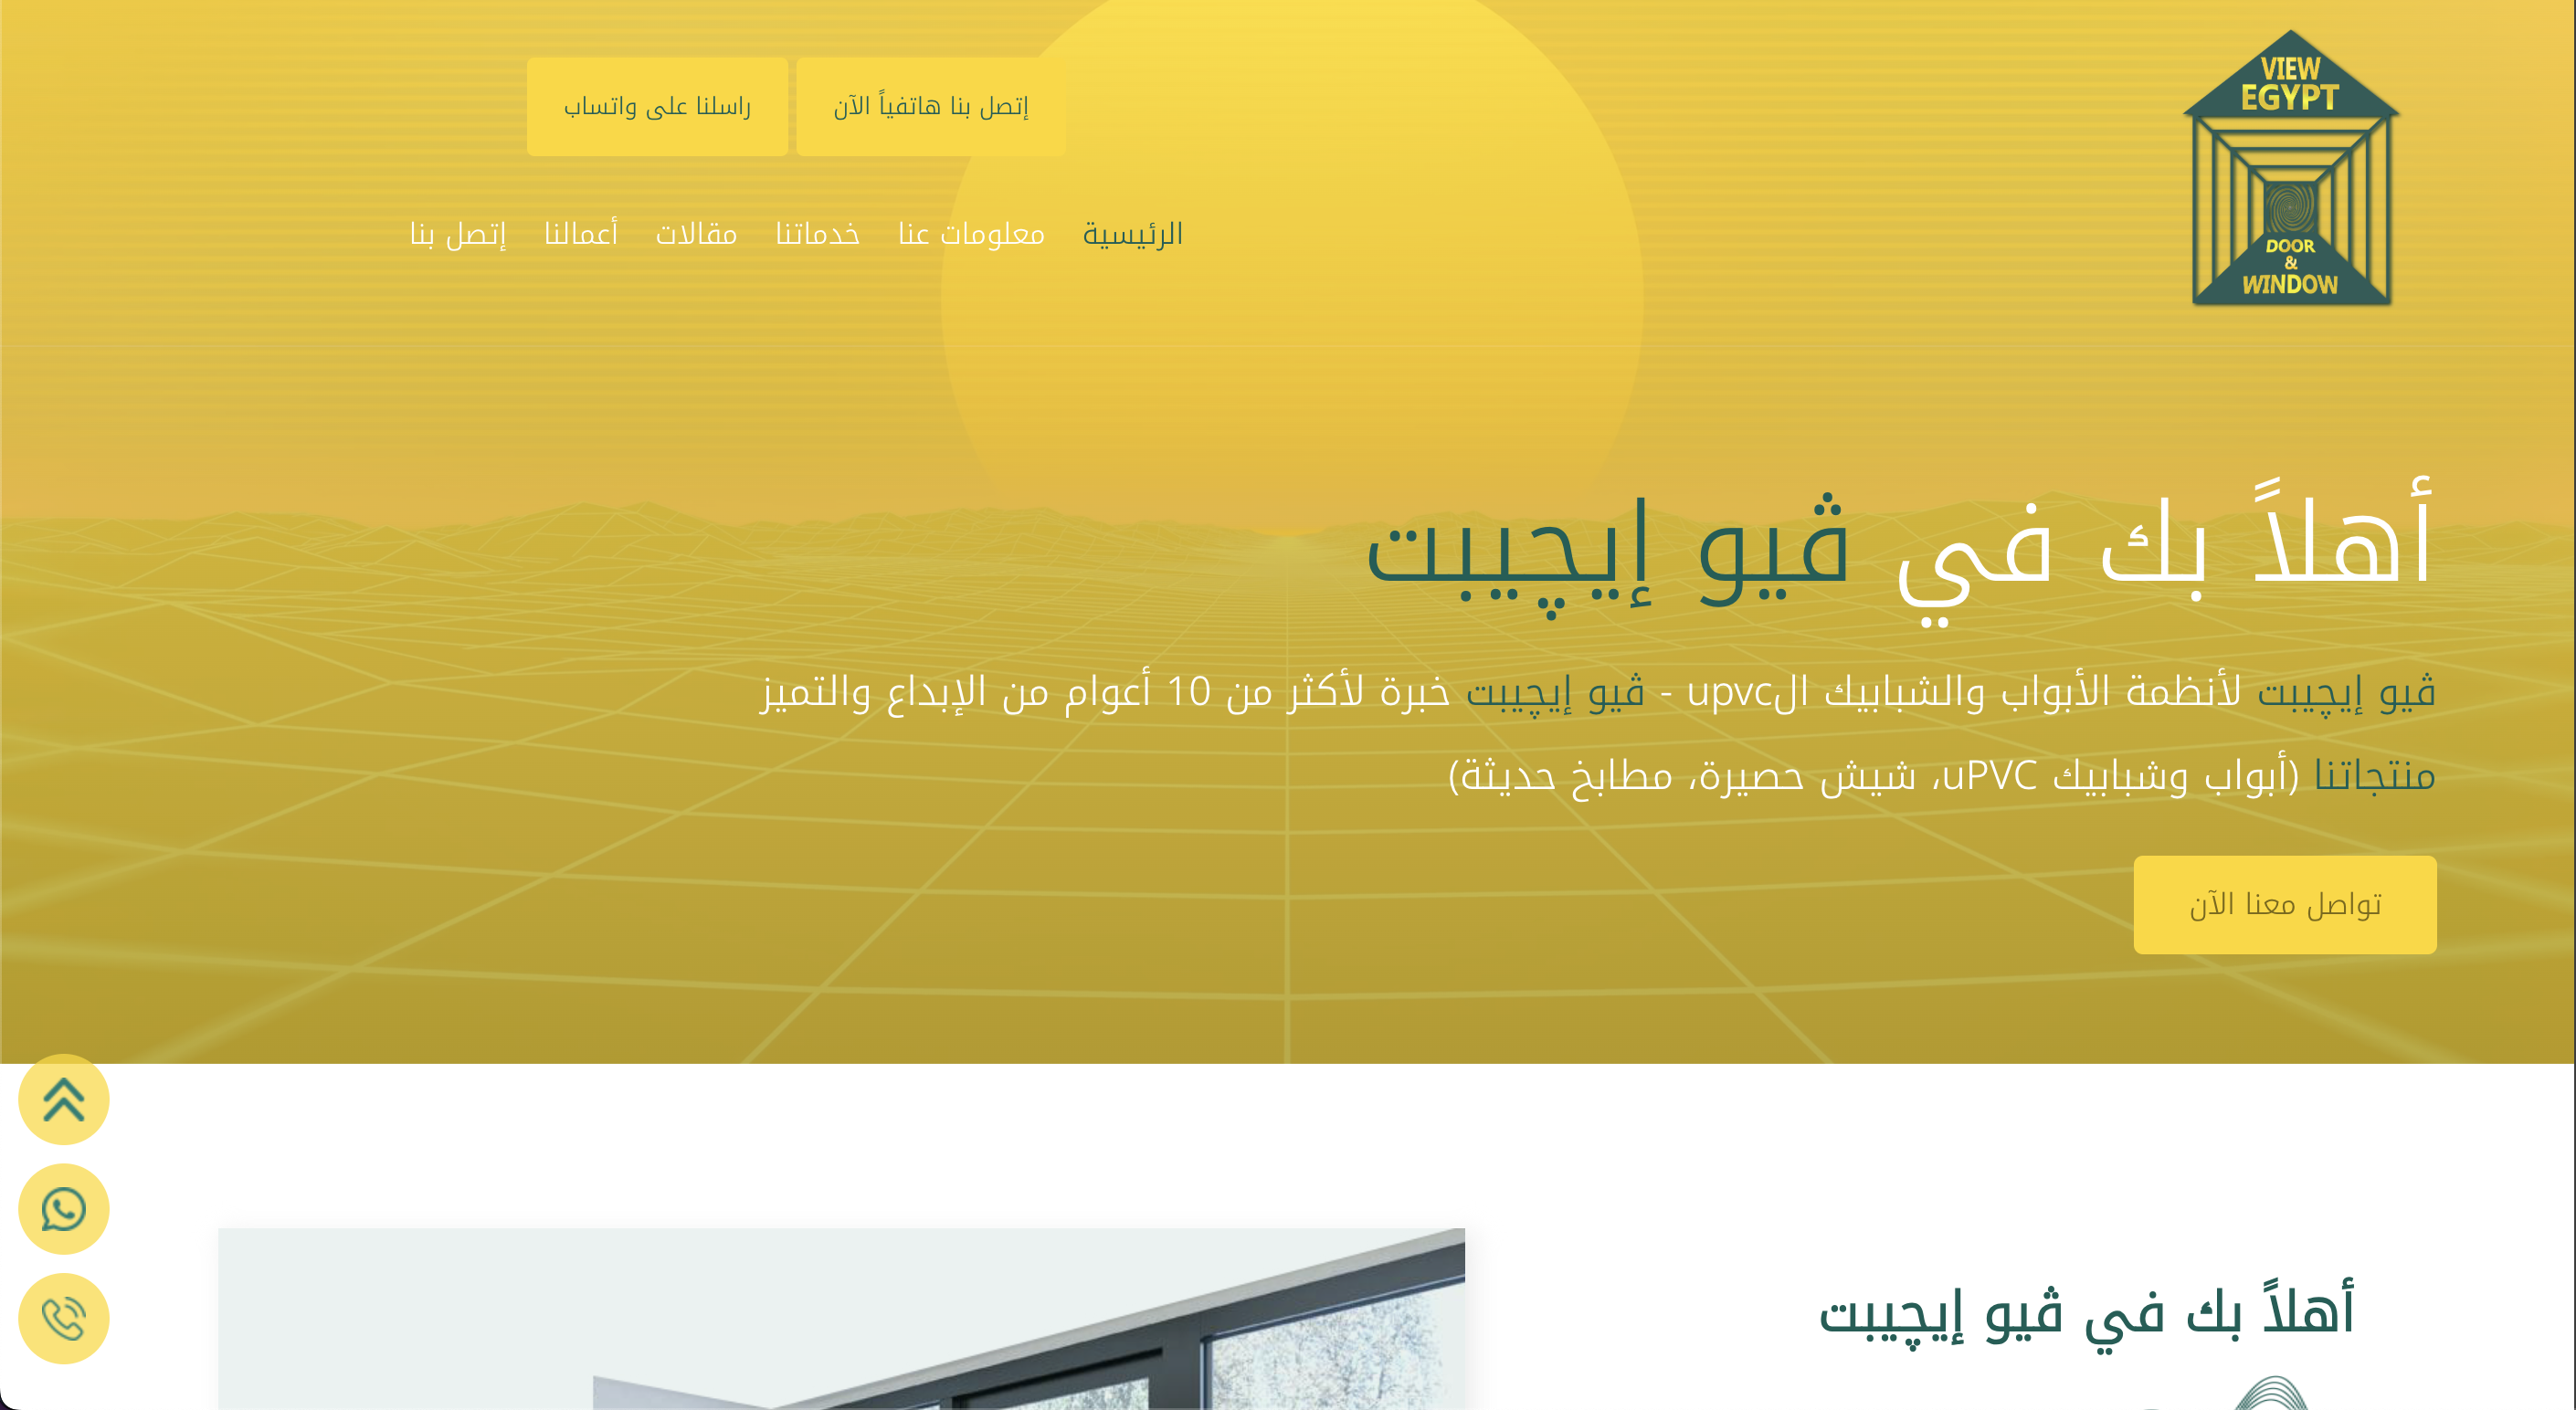 VIEW
EGYPT
DOOR
&
WINDOW
إتصل بنا هاتفياً الآن
راسلنا على واتساب
الرئيسية
معلومات عنا
خدماتنا
مقالات
أعمالنا
إتصل بنا
أهلاً بك في ڤيو إيچيبت
ڤيو إيچيبت لأنظمة الأبواب والشبابيك الupvc - ڤيو إيچيبت خبرة لأكثر من 10 أعوام من الإبداع والتميز
منتجاتنا (أبواب وشبابيك uPVC، شيش حصيرة، مطابخ حديثة)
تواصل معنا الآن
أهلاً بك في ڤيو إيچيبت